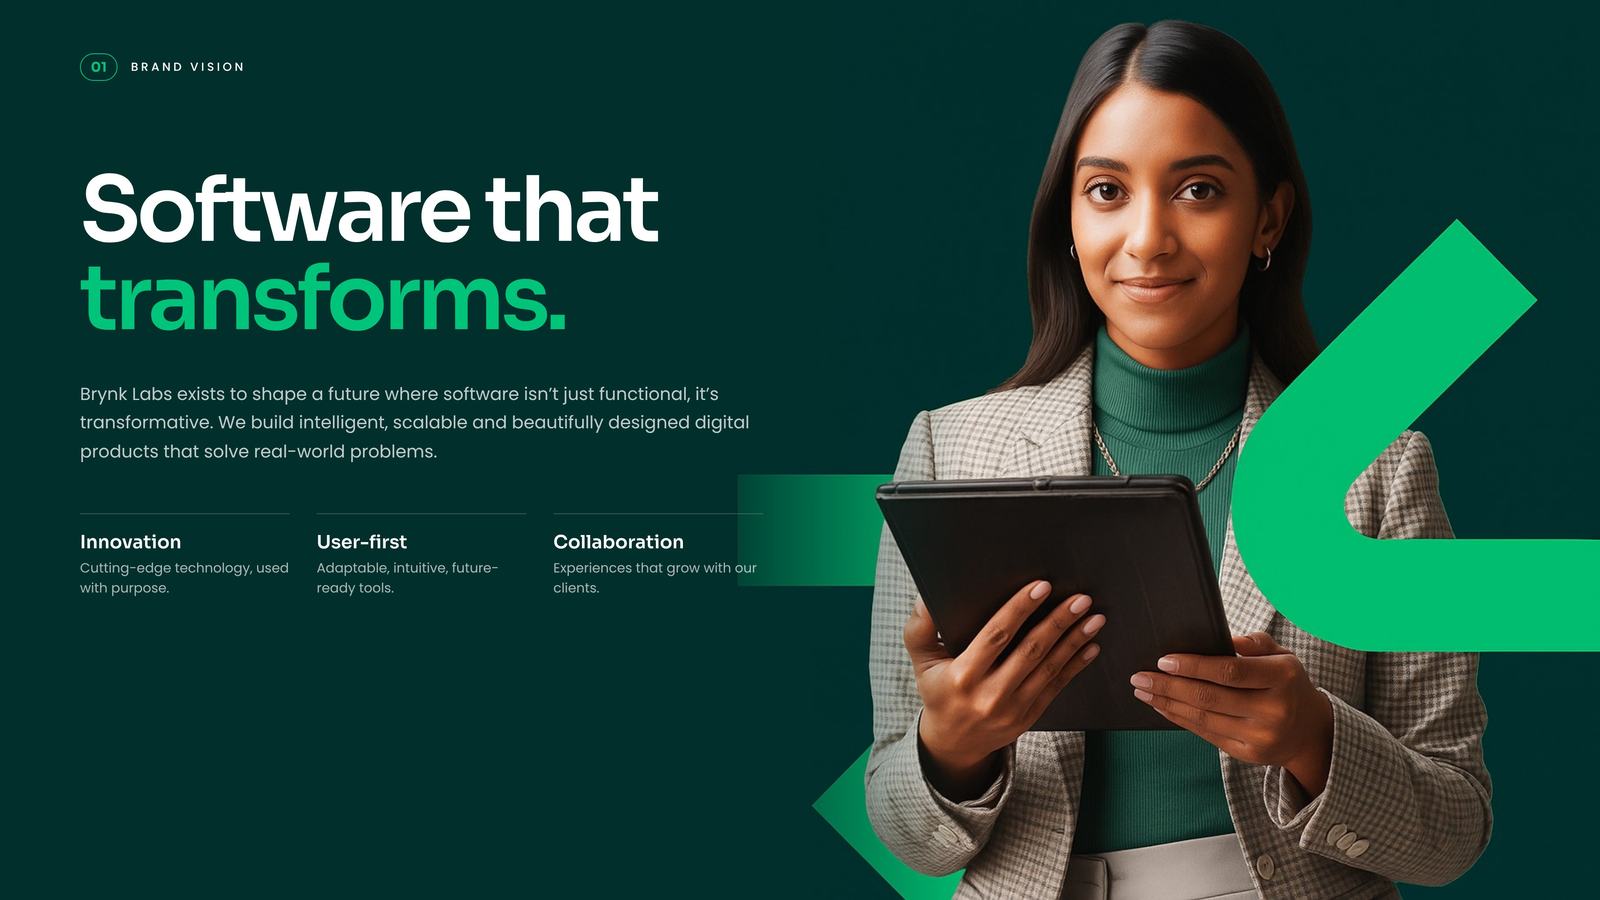 01 BRAND VISION
Software that
transforms.
Brynk Labs exists to shape a future where software isn’t just functional, it’s
transformative. We build intelligent, scalable and beautifully designed digital
products that solve real-world problems.
Innovation
Cutting-edge technology, used
with purpose.
User-first
Adaptable, intuitive, future-
ready tools.
Collaboration
Experiences that grow with our
clients.